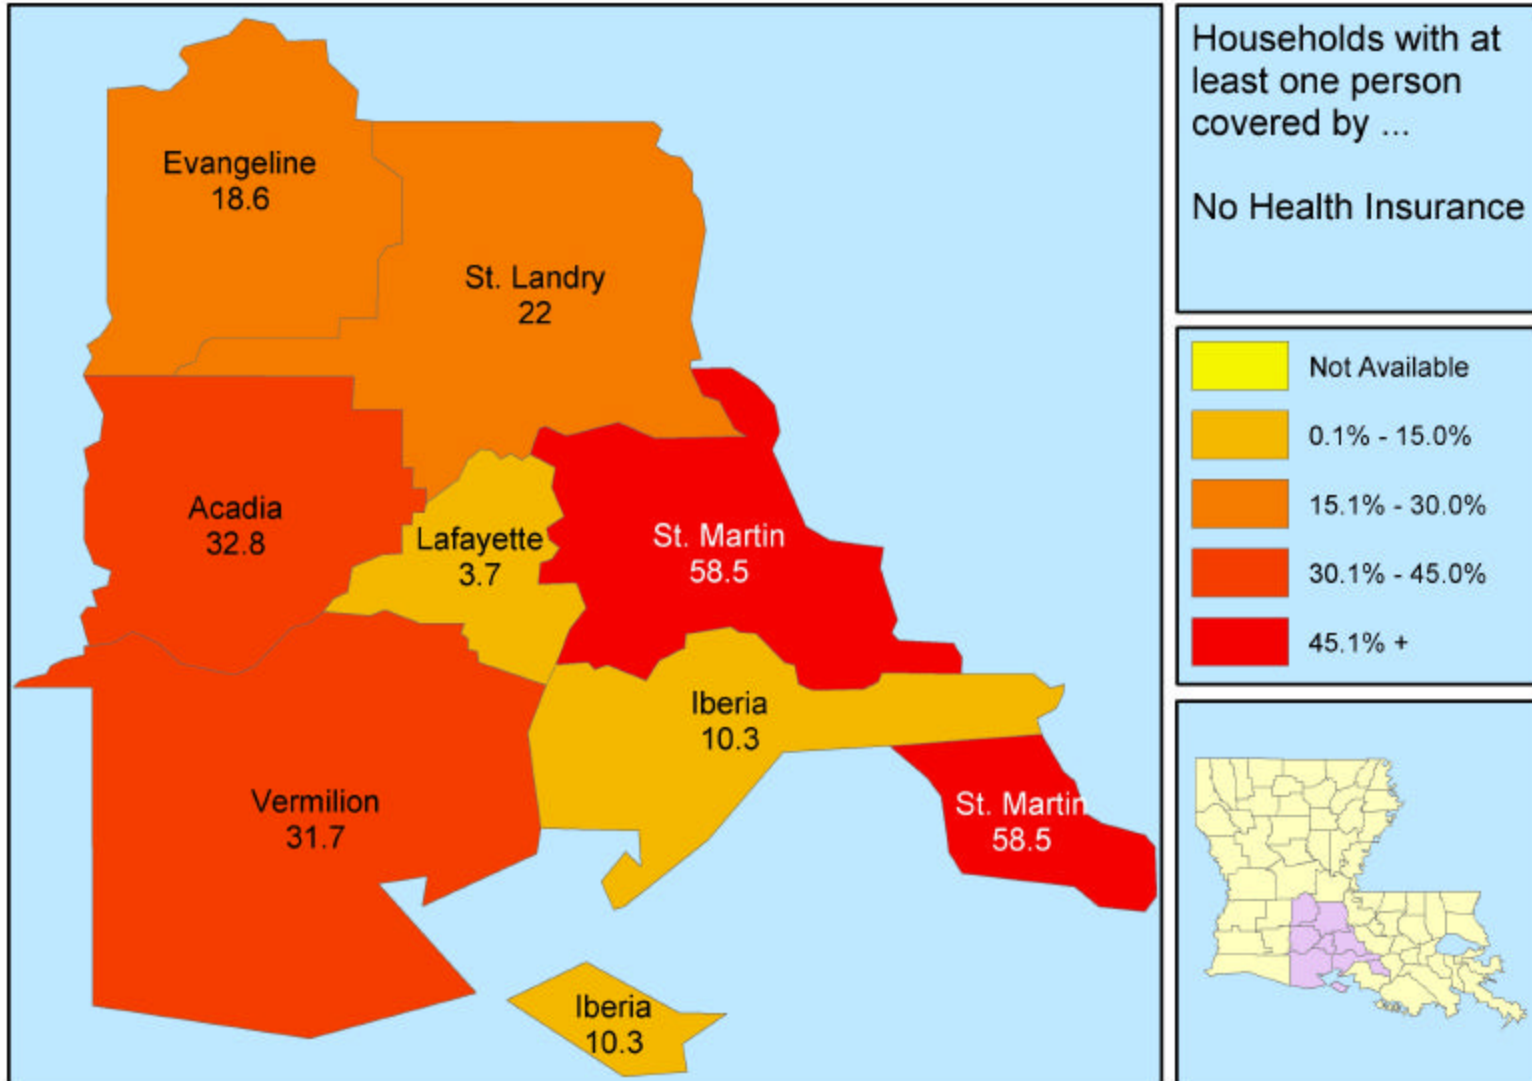 Households with at
least one person
covered by ...
No Health Insurance
Evangeline
18.6
St. Landry
22
Acadia
32.8
Lafayette
3.7
St. Martin
58.5
Iberia
10.3
Vermilion
31.7
St. Martin
58.5
Iberia
10.3
Not Available
0.1% - 15.0%
15.1% - 30.0%
30.1% - 45.0%
45.1% +